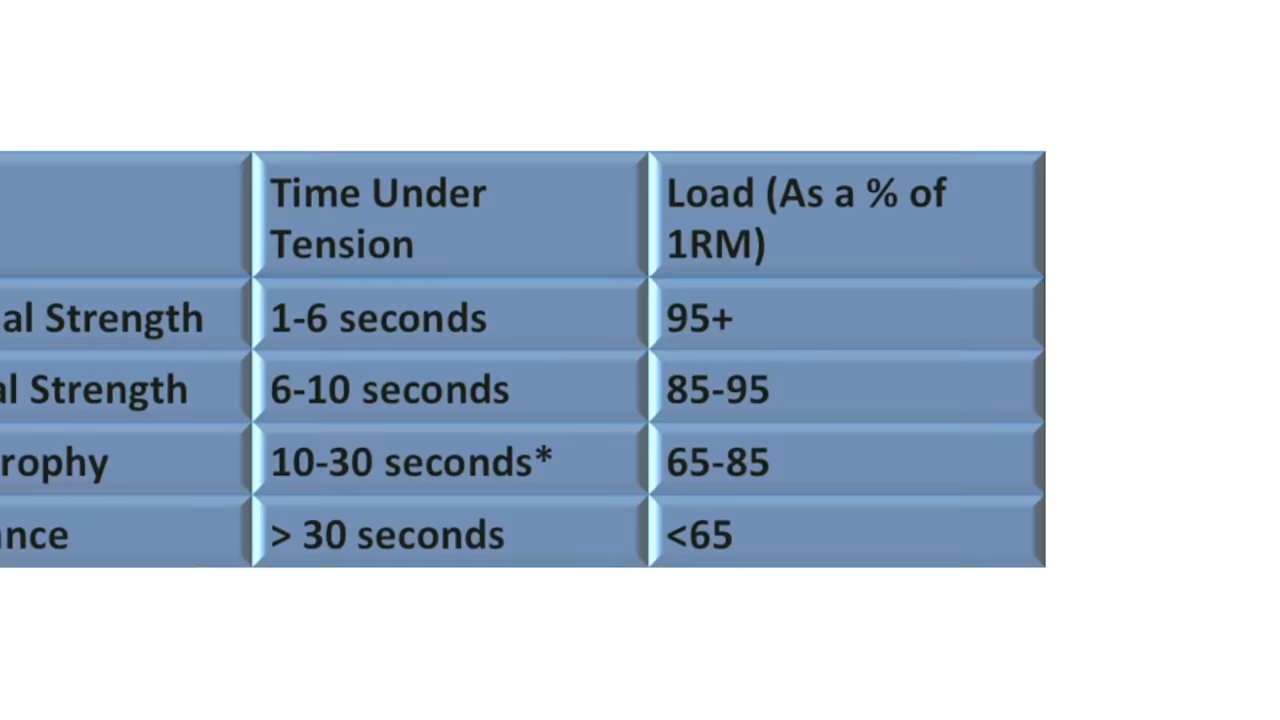 Time Under
Tension
Load (As a % of
1RM)
al Strength
1-6 seconds
95+
al Strength
6-10 seconds
85-95
rophy
10-30 seconds*
65-85
ance
> 30 seconds
<65